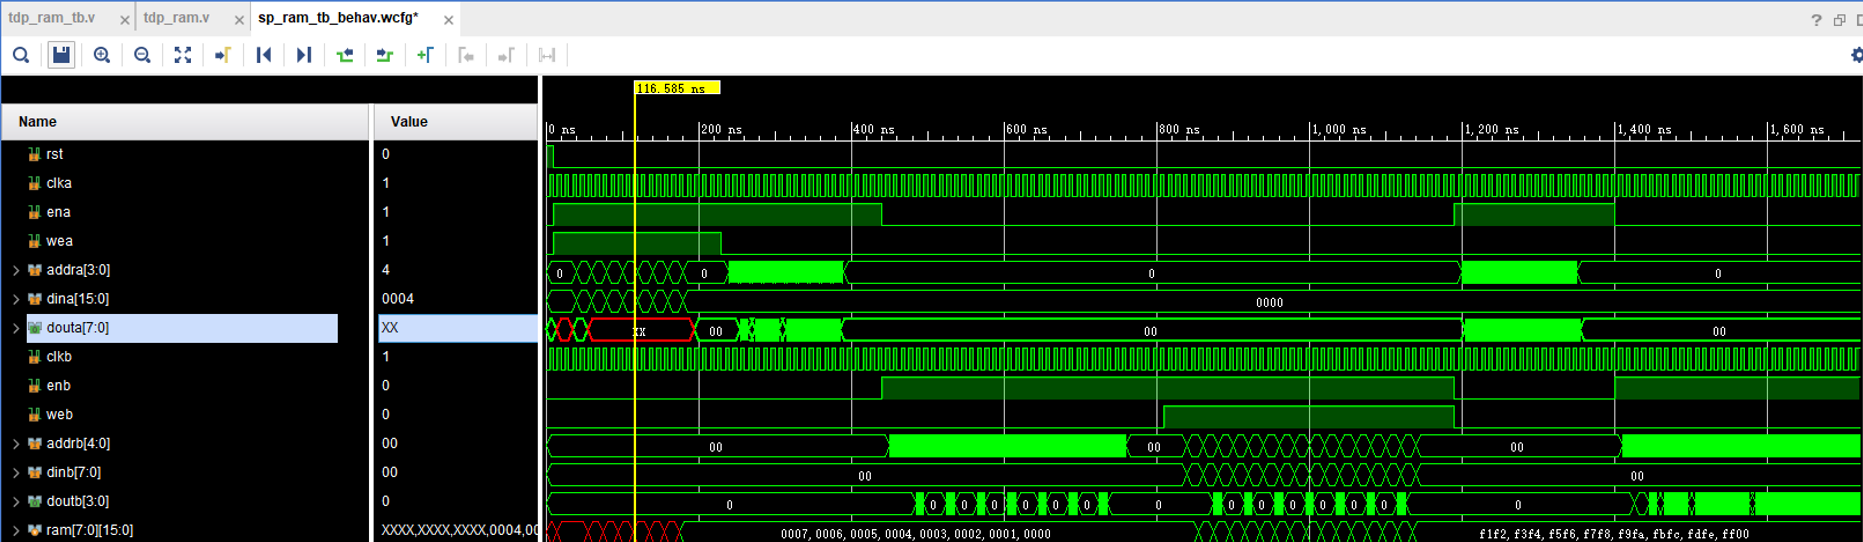 tdp_ram_tb.v × tdp_ram.v × sp_ram_tb_behav.wcfg* ×
?
116.585 ns
Name Value
0 ns 200 ns 400 ns 600 ns 800 ns 1,000 ns 1,200 ns 1,400 ns 1,600 ns
rst 0
clka 1
ena 1
wea 1
addra[3:0] 4 0 0 0 0
dina[15:0] 0004 0000
douta[7:0] XX XX 00 00 00
clkb 1
enb 0
web 0
addrb[4:0] 00 00 00 00
dinb[7:0] 00 00 00
doutb[3:0] 0 0 0 0 0 0 0 0 0 0 0 0 0 0 0 0 0
ram[7:0][15:0] XXXX,XXXX,XXXX,0004,00 0007, 0006, 0005, 0004, 0003, 0002, 0001, 0000 f1f2, f3f4, f5f6, f7f8, f9fa, fbfc, fdfe, ff00